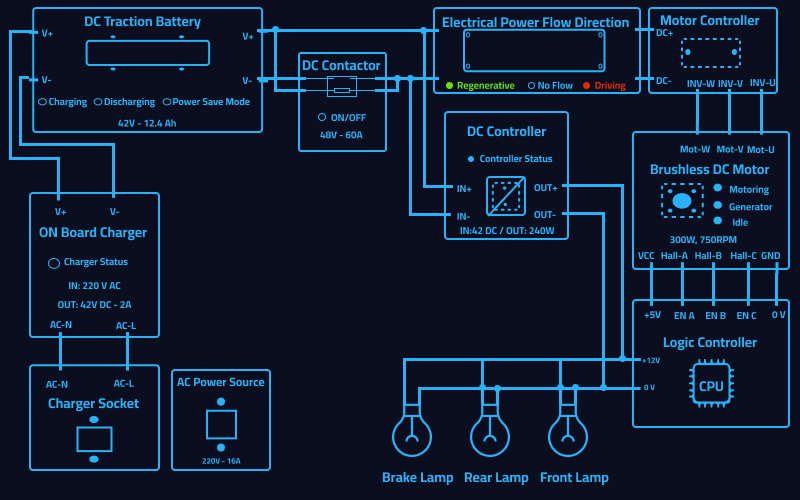 DC Traction Battery
V+
V+
V-
V-
Charging
Discharging
Power Save Mode
42V - 12.4 Ah
DC Contactor
ON/OFF
48V - 60A
Electrical Power Flow Direction
Regenerative
No Flow
Driving
Motor Controller
DC+
DC-
INV-W INV-V INV-U
DC Controller
Controller Status
IN+
OUT+
IN-
OUT-
IN:42 DC / OUT: 240W
Mot-W Mot-V Mot-U
Brushless DC Motor
Motoring
Generator
Idle
300W, 750RPM
VCC Hall-A Hall-B Hall-C GND
V+
V-
ON Board Charger
Charger Status
IN: 220 V AC
OUT: 42V DC - 2A
AC-N
AC-L
+5V EN A EN B EN C 0 V
Logic Controller
+12V
0 V
CPU
AC-N
AC-L
Charger Socket
AC Power Source
220V - 16A
Brake Lamp
Rear Lamp
Front Lamp